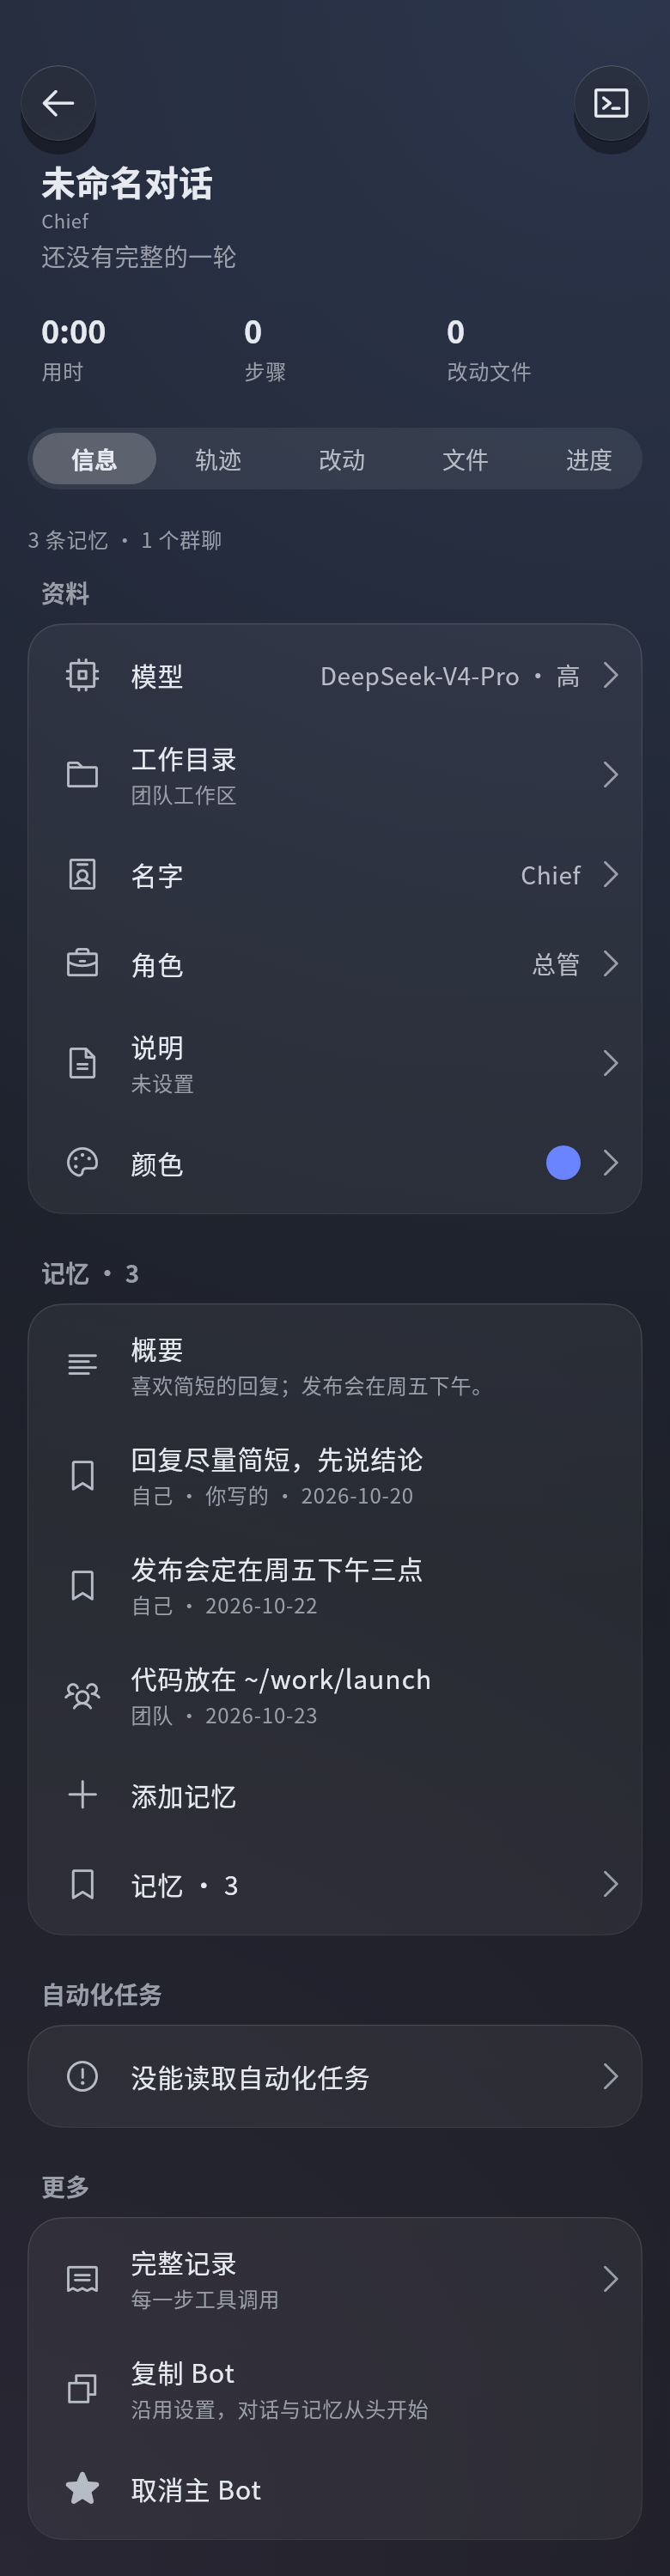 未命名对话
Chief
还没有完整的一轮
0:00 0 0
用时 步骤 改动文件
信息 轨迹 改动 文件 进度
3 条记忆 · 1 个群聊
资料
模型 DeepSeek-V4-Pro · 高
工作目录
团队工作区
名字 Chief
角色 总管
说明
未设置
颜色
记忆 · 3
概要
喜欢简短的回复；发布会在周五下午。
回复尽量简短，先说结论
自己 · 你写的 · 2026-10-20
发布会定在周五下午三点
自己 · 2026-10-22
代码放在 ~/work/launch
团队 · 2026-10-23
添加记忆
记忆 · 3
自动化任务
没能读取自动化任务
更多
完整记录
每一步工具调用
复制 Bot
沿用设置，对话与记忆从头开始
取消主 Bot